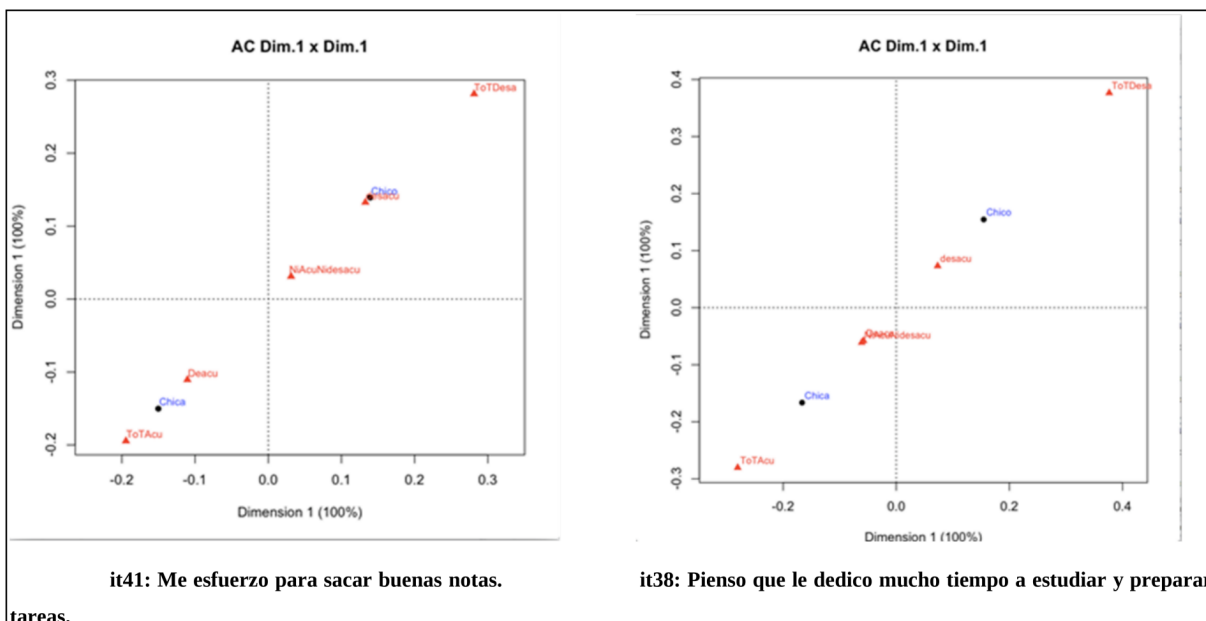 AC Dim.1 x Dim.1
0.3
0.2
0.1
0.0
-0.1
-0.2
Dimension 1 (100%)
ToTDesa
Chico
NiAcuNidesacu
Deacu
Chica
ToTAcu
-0.2 -0.1 0.0 0.1 0.2 0.3
Dimension 1 (100%)
AC Dim.1 x Dim.1
0.4
0.3
0.2
0.1
0.0
-0.1
-0.2
-0.3
Dimension 1 (100%)
ToTDesa
Chico
desacu
Chica
ToTAcu
-0.2 0.0 0.2 0.4
Dimension 1 (100%)
it41: Me esfuerzo para sacar buenas notas. it38: Pienso que le dedico mucho tiempo a estudiar y preparar
tareas.